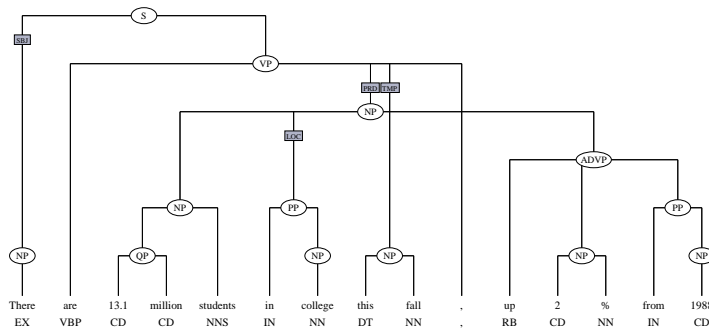 S
SBJ
VP
PRD TMP
NP
LOC
ADVP
NP PP PP
NP QP NP NP NP NP
There are 13.1 million students in college this fall , up 2 % from 1988
EX VBP CD CD NNS IN NN DT NN , RB CD NN IN CD